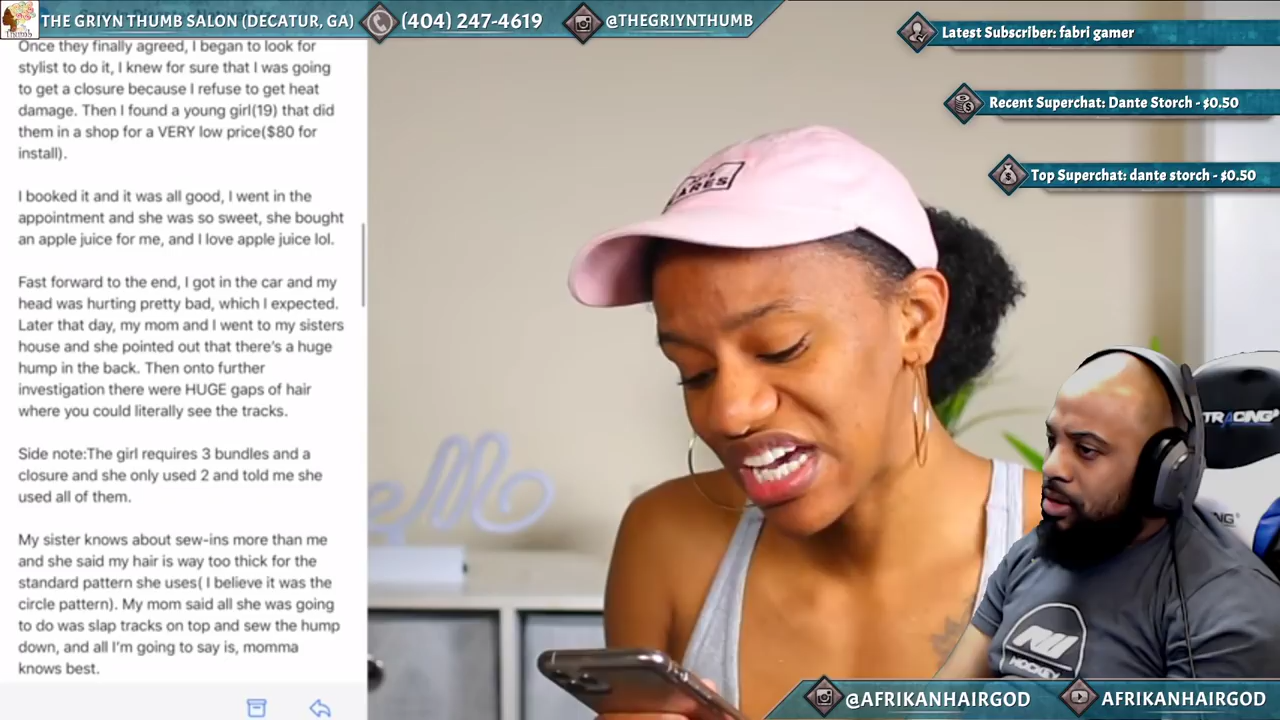 THE GRIYN THUMB SALON (DECATUR, GA)
(404) 247-4619
@THEGRIYNTHUMB
Latest Subscriber: fabri gamer
Recent Superchat: Dante Storch - $0.50
Top Superchat: dante storch - $0.50
Once they finally agreed, I began to look for
stylist to do it, I knew for sure that I was going
to get a closure because I refuse to get heat
damage. Then I found a young girl(19) that did
them in a shop for a VERY low price($80 for
install).
I booked it and it was all good, I went in the
appointment and she was so sweet, she bought
an apple juice for me, and I love apple juice lol.
Fast forward to the end, I got in the car and my
head was hurting pretty bad, which I expected.
Later that day, my mom and I went to my sisters
house and she pointed out that there's a huge
hump in the back. Then onto further
investigation there were HUGE gaps of hair
where you could literally see the tracks.
Side note:The girl requires 3 bundles and a
closure and she only used 2 and told me she
used all of them.
My sister knows about sew-ins more than me
and she said my hair is way too thick for the
standard pattern she uses( I believe it was the
circle pattern). My mom said all she was going
to do was slap tracks on top and sew the hump
down, and all I'm going to say is, momma
knows best.
ARES
TRACING
HOCKEY
@AFRIKANHAIRGOD
AFRIKANHAIRGOD